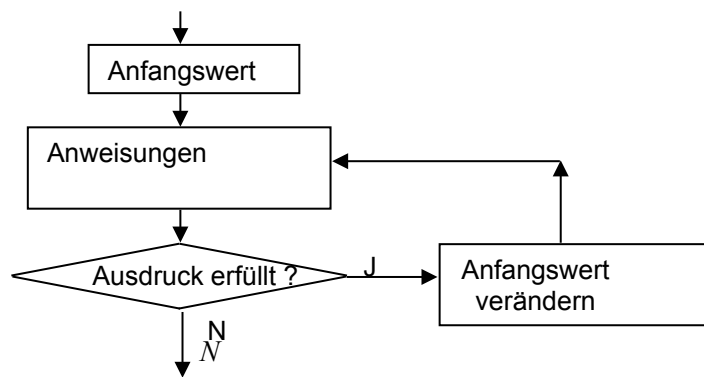 Anfangswert
Anweisungen
Ausdruck erfüllt ?
J
Anfangswert
verändern
N
N